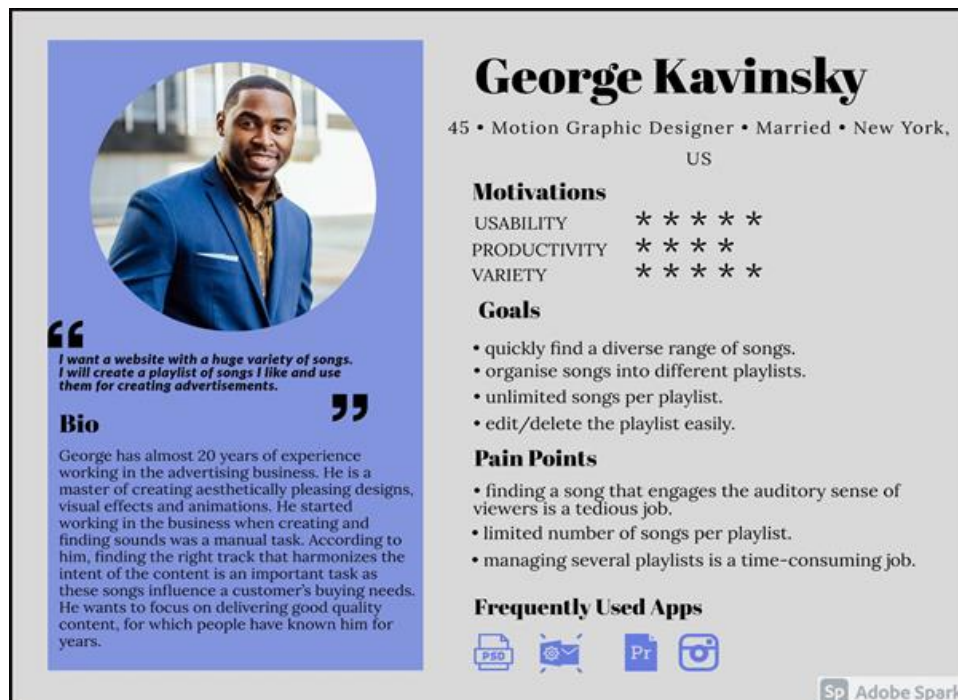 George Kavinsky
45 • Motion Graphic Designer • Married • New York,
US
Motivations
USABILITY * * * * *
PRODUCTIVITY * * * *
VARIETY * * * * *
Goals
• quickly find a diverse range of songs.
• organise songs into different playlists.
• unlimited songs per playlist.
• edit/delete the playlist easily.
Pain Points
• finding a song that engages the auditory sense of
viewers is a tedious job.
• limited number of songs per playlist.
• managing several playlists is a time-consuming job.
Frequently Used Apps
PSD
Pr
“
I want a website with a huge variety of songs.
I will create a playlist of songs I like and use
them for creating advertisements.
”
Bio
George has almost 20 years of experience
working in the advertising business. He is a
master of creating aesthetically pleasing designs,
visual effects and animations. He started
working in the business when creating and
finding sounds was a manual task. According to
him, finding the right track that harmonizes the
intent of the content is an important task as
these songs influence a customer’s buying needs.
He wants to focus on delivering good quality
content, for which people have known him for
years.
Sp Adobe Spark